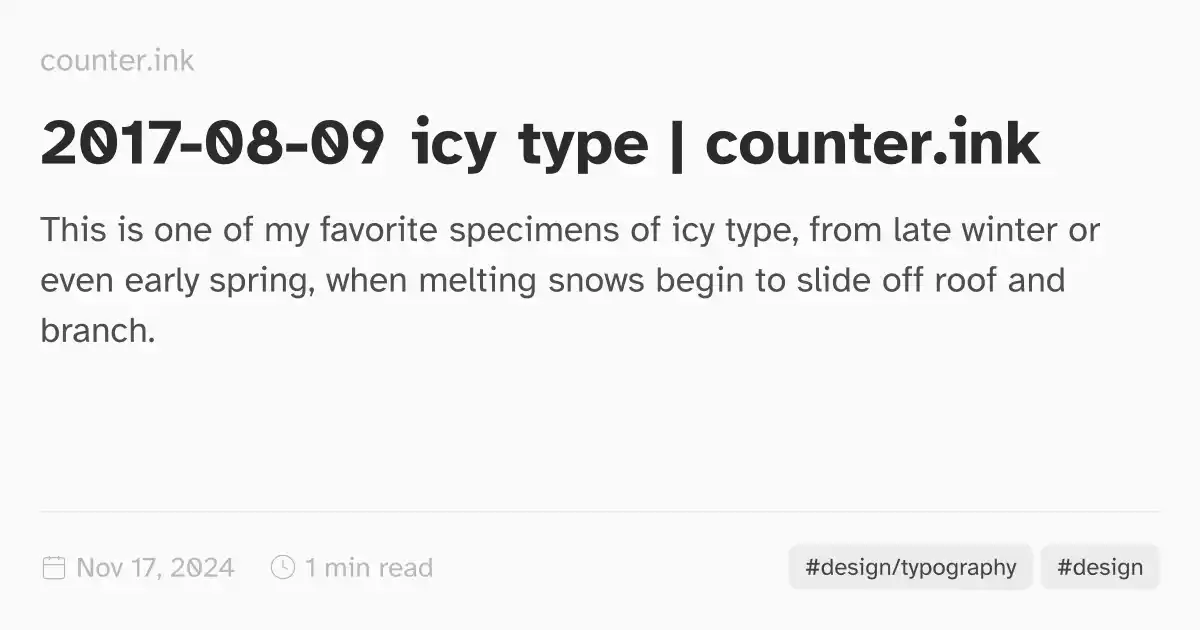 counter.ink
2017-08-09 icy type | counter.ink
This is one of my favorite specimens of icy type, from late winter or
even early spring, when melting snows begin to slide off roof and
branch.
Nov 17, 2024 1 min read #design/typography #design